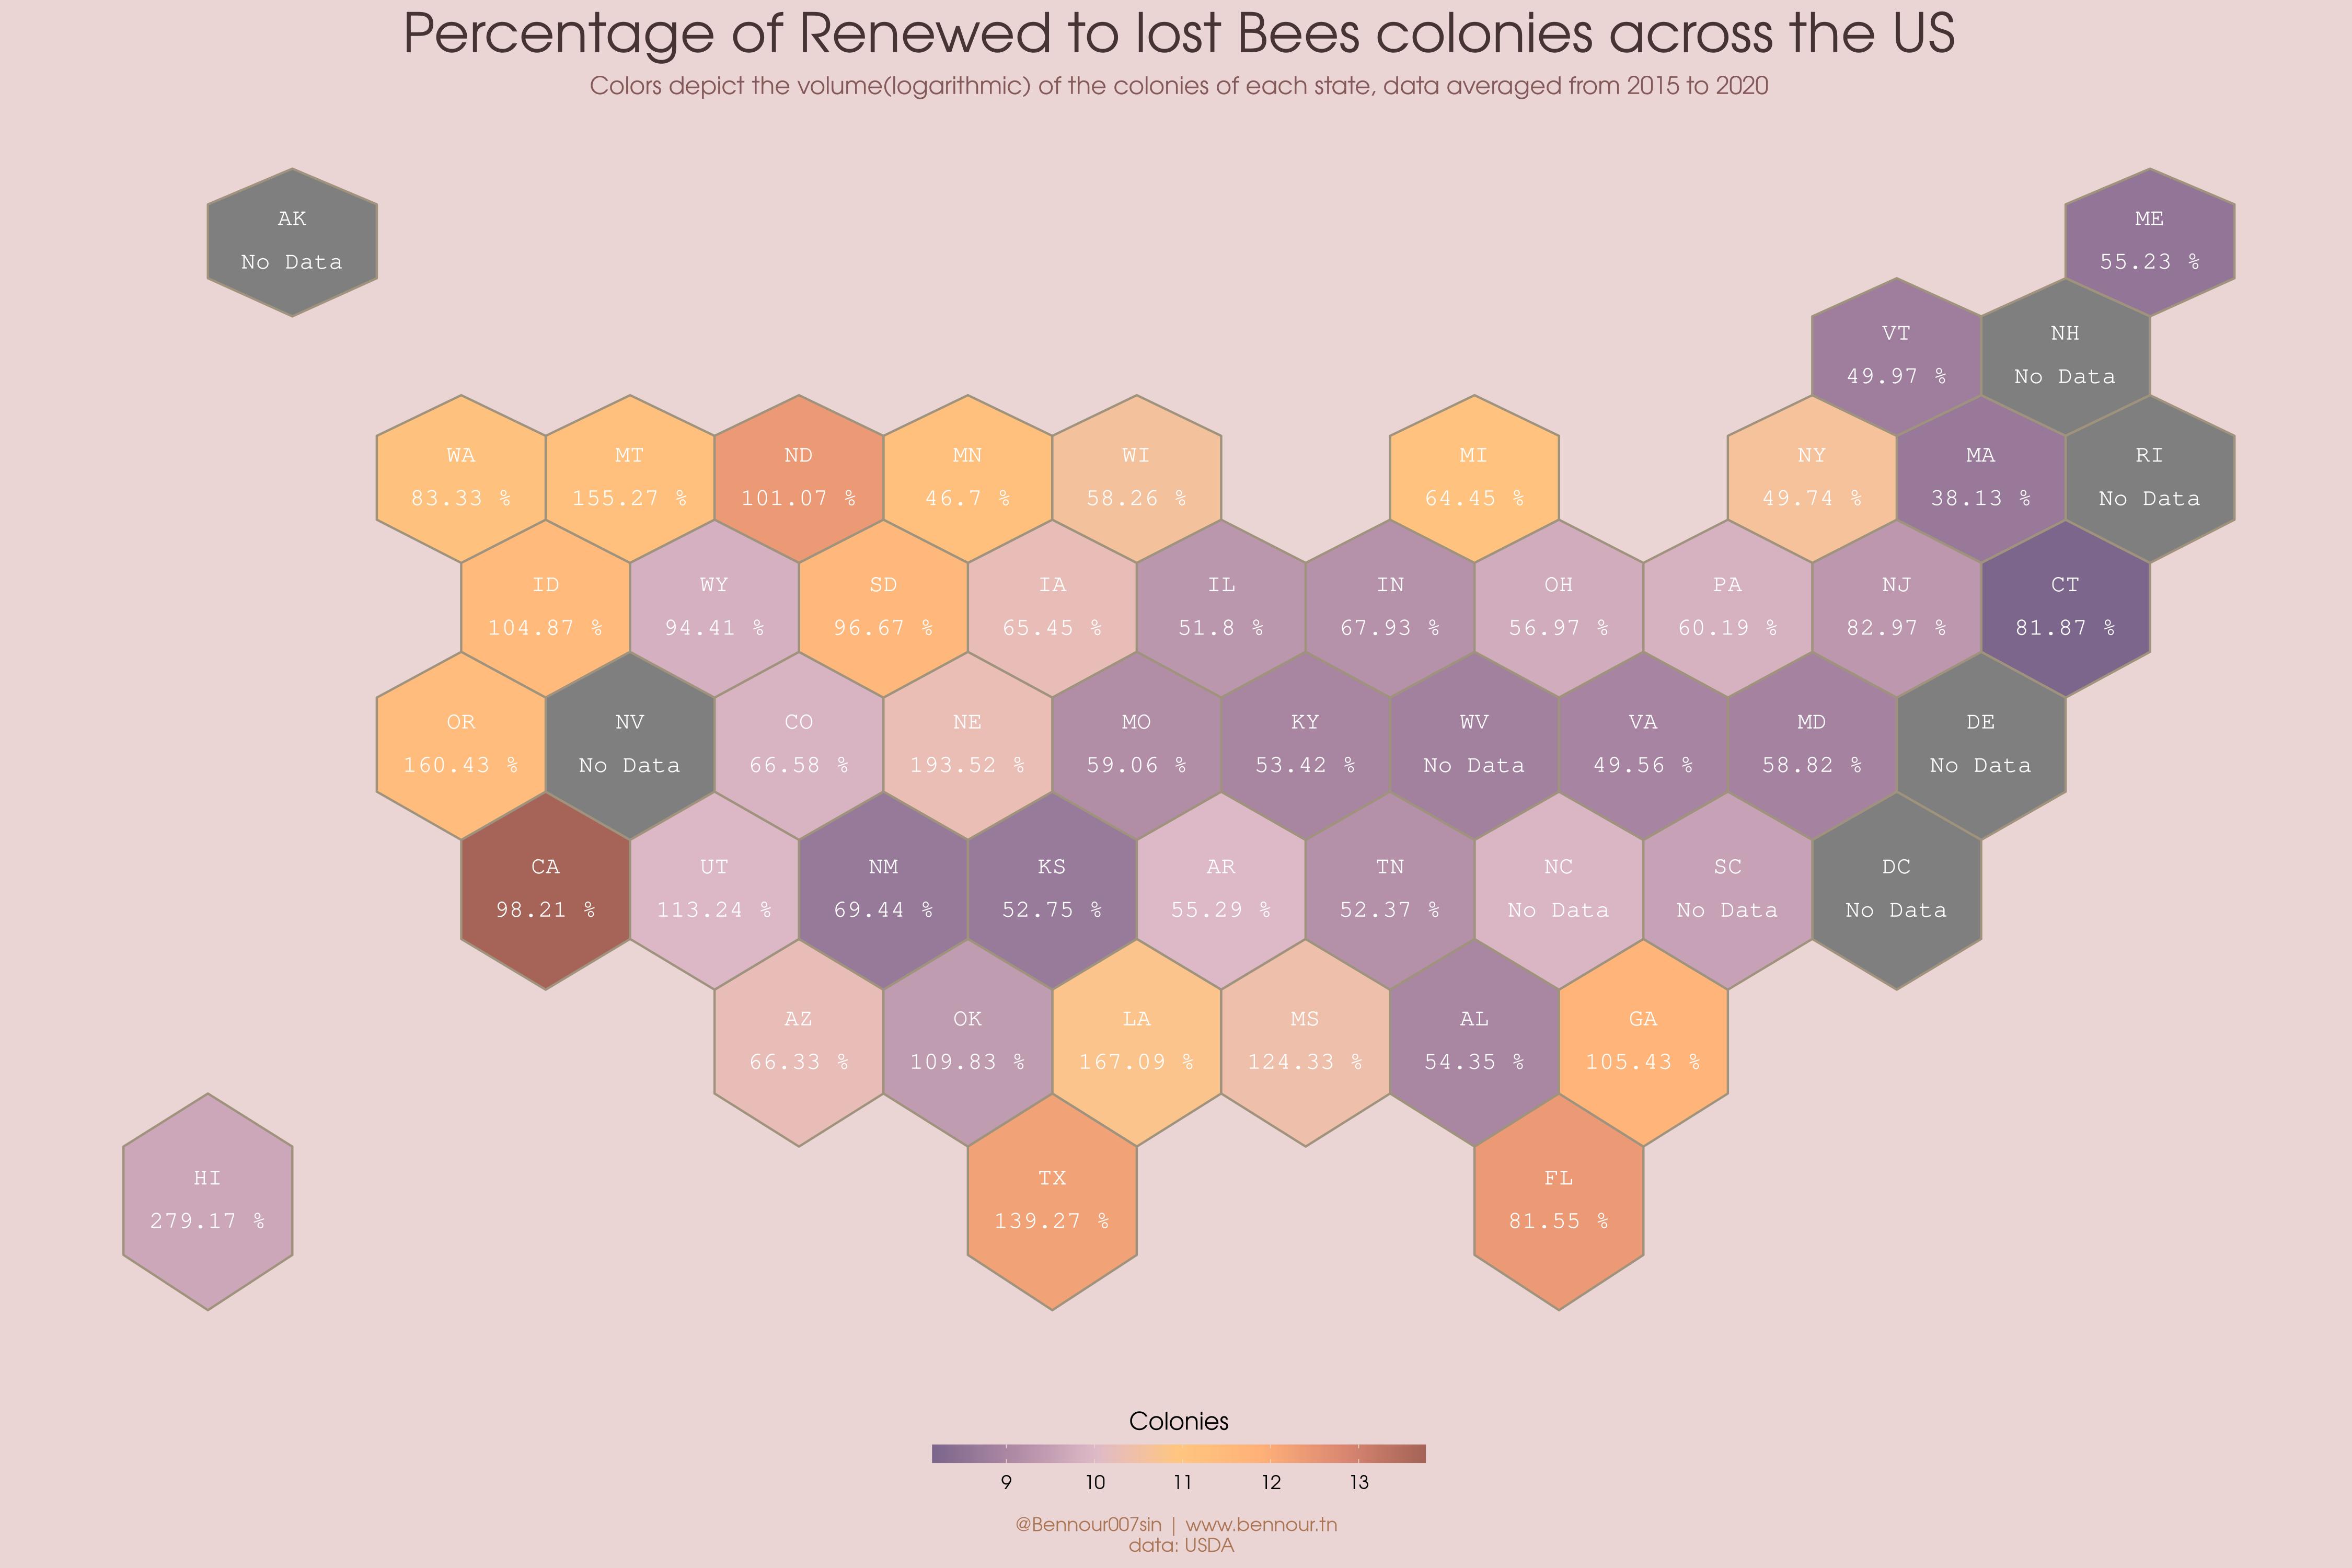 Percentage of Renewed to lost Bees colonies across the US
Colors depict the volume(logarithmic) of the colonies of each state, data averaged from 2015 to 2020
AK
No Data
ME
55.23 %
VT
49.97 %
NH
No Data
WA
83.33 %
MT
155.27 %
ND
101.07 %
MN
46.7 %
WI
58.26 %
MI
64.45 %
NY
49.74 %
MA
38.13 %
RI
No Data
ID
104.87 %
WY
94.41 %
SD
96.67 %
IA
65.45 %
IL
51.8 %
IN
67.93 %
OH
56.97 %
PA
60.19 %
NJ
82.97 %
CT
81.87 %
OR
160.43 %
NV
No Data
CO
66.58 %
NE
193.52 %
MO
59.06 %
KY
53.42 %
WV
No Data
VA
49.56 %
MD
58.82 %
DE
No Data
CA
98.21 %
UT
113.24 %
NM
69.44 %
KS
52.75 %
AR
55.29 %
TN
52.37 %
NC
No Data
SC
No Data
DC
No Data
AZ
66.33 %
OK
109.83 %
LA
167.09 %
MS
124.33 %
AL
54.35 %
GA
105.43 %
HI
279.17 %
TX
139.27 %
FL
81.55 %
Colonies
9 10 11 12 13
@Bennour007sin | www.bennour.tn
data: USDA